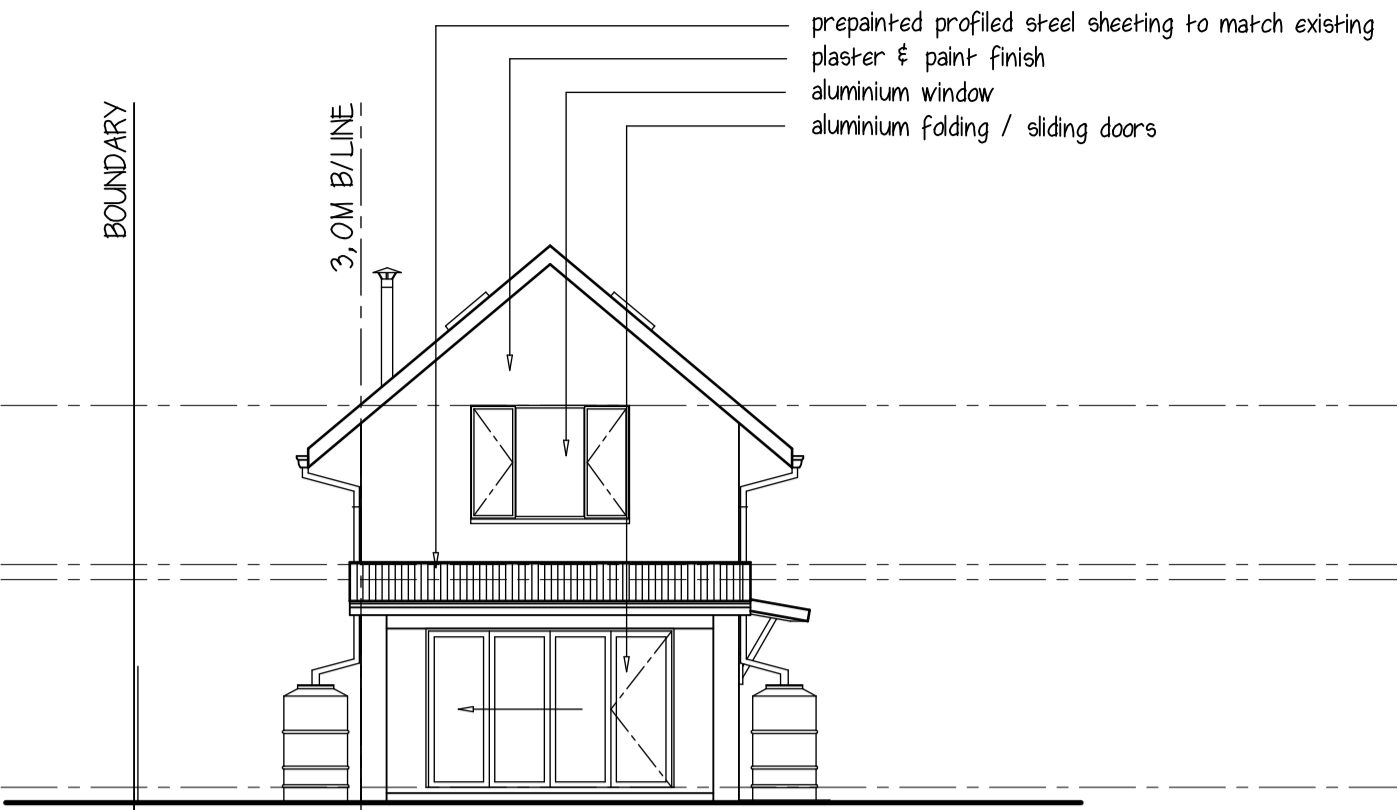 prepainted profiled steel sheeting to match existing
plaster & paint finish
aluminium window
aluminium folding / sliding doors
BOUNDARY
3,0M B/LINE